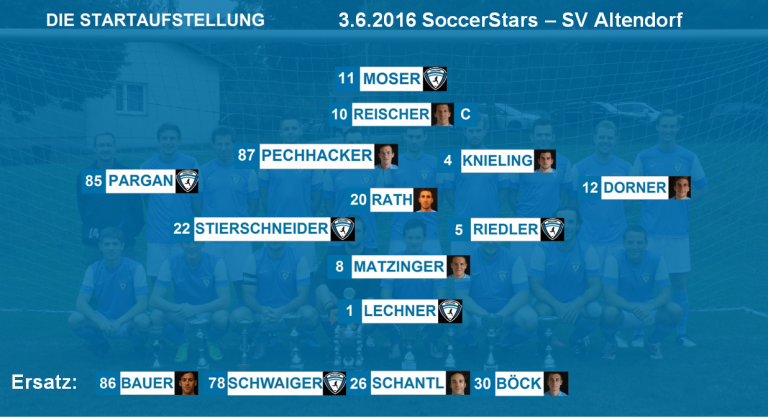 DIE STARTAUFSTELLUNG 3.6.2016 SoccerStars – SV Altendorf
11 MOSER
10 REISCHER C
87 PECHHACKER 4 KNIELING
85 PARGAN 12 DORNER
20 RATH
22 STIERSCHNEIDER 5 RIEDLER
8 MATZINGER
1 LECHNER
Ersatz: 86 BAUER 78 SCHWAIGER 26 SCHANTL 30 BÖCK